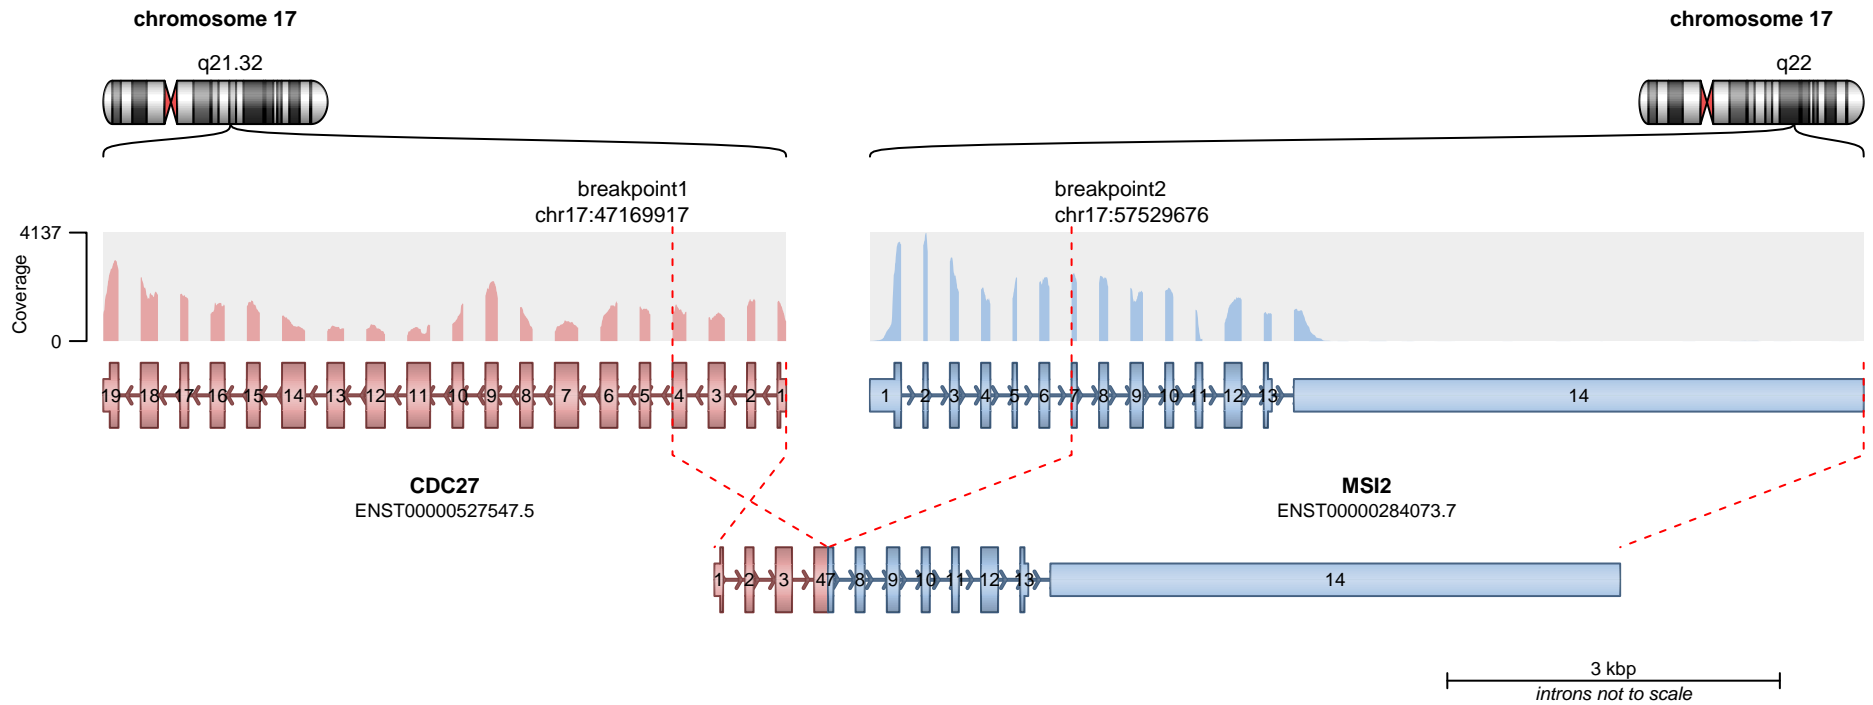 chromosome 17
chromosome 17
q21.32
q22
breakpoint1
chr17:47169917
breakpoint2
chr17:57529676
4137
Coverage
0
19 18 17 16 15 14 13 12 11 10 9 8 7 6 5 4 3 2 1
1 2 3 4 5 6 7 8 9 10 11 12 13 14
CDC27
ENST00000527547.5
MSI2
ENST00000284073.7
1 2 3 4 7 8 9 10 11 12 13 14
3 kbp
introns not to scale